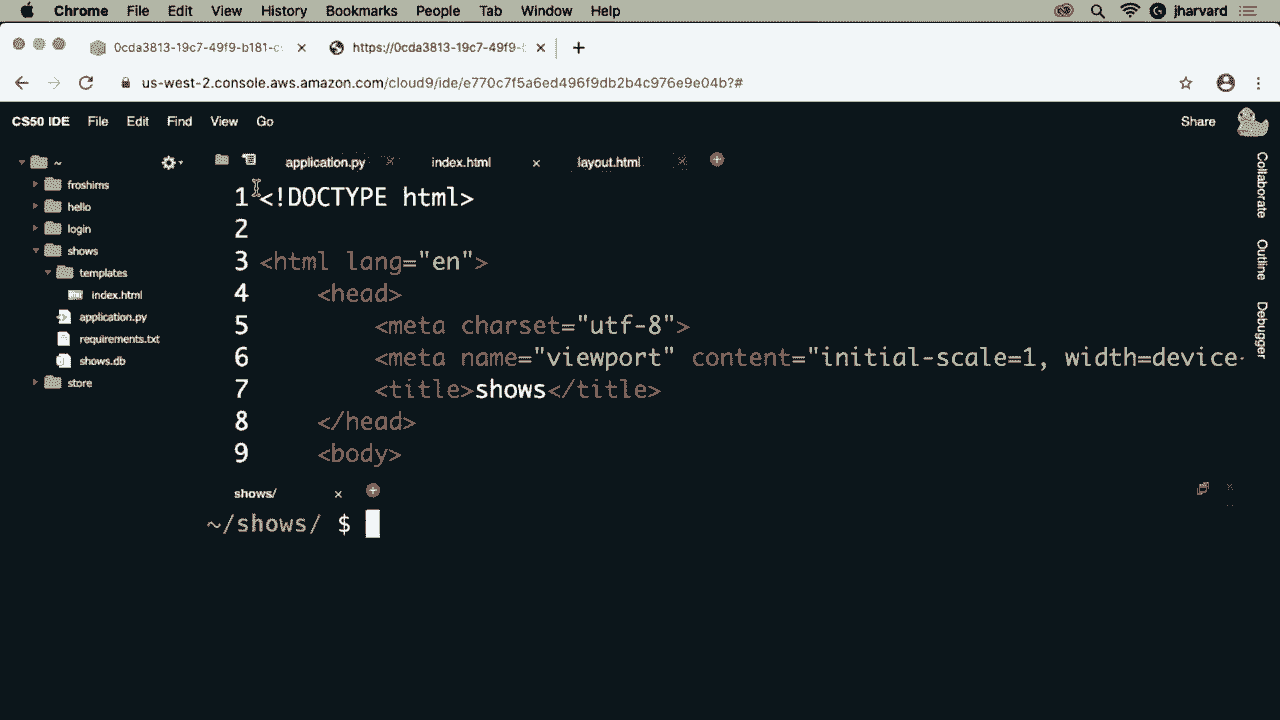 Chrome File Edit View History Bookmarks People Tab Window Help jharvard
0cda3813-19c7-49f9-b181-c https://0cda3813-19c7-49f9-
us-west-2.console.aws.amazon.com/cloud9/ide/e770c7f5a6ed496f9db2b4c976e9e04b?#
CS50 IDE File Edit Find View Go Share
~ application.py index.html layout.html
froshims
hello
login
shows
templates
index.html
application.py
requirements.txt
shows.db
store
1 <!DOCTYPE html>
2
3 <html lang="en">
4 <head>
5 <meta charset="utf-8">
6 <meta name="viewport" content="initial-scale=1, width=device-
7 <title>shows</title>
8 </head>
9 <body>
shows/
~/shows/ $
Collaborate
Outline
Debugger